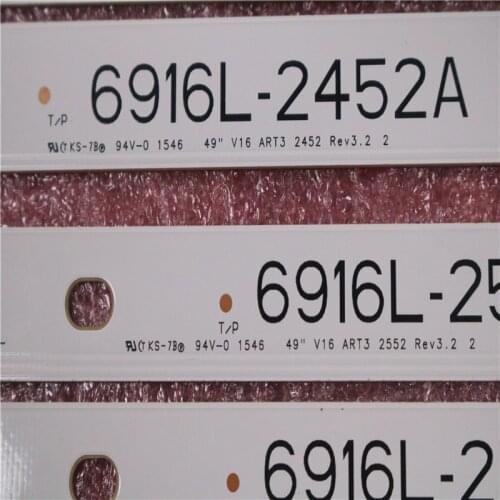 6916L-2452A
T/P
KS-7B 94V-0 1546 49" V16 ART3 2452 Rev3.2 2
6916L-25
T/P
KS-7B 94V-0 1546 49" V16 ART3 2552 Rev3.2 2
6916L-2